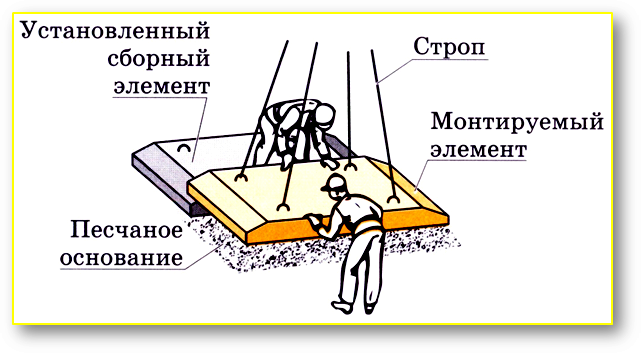 Установленный
сборный
элемент
Строп
Монтируемый
элемент
Песчаное
основание